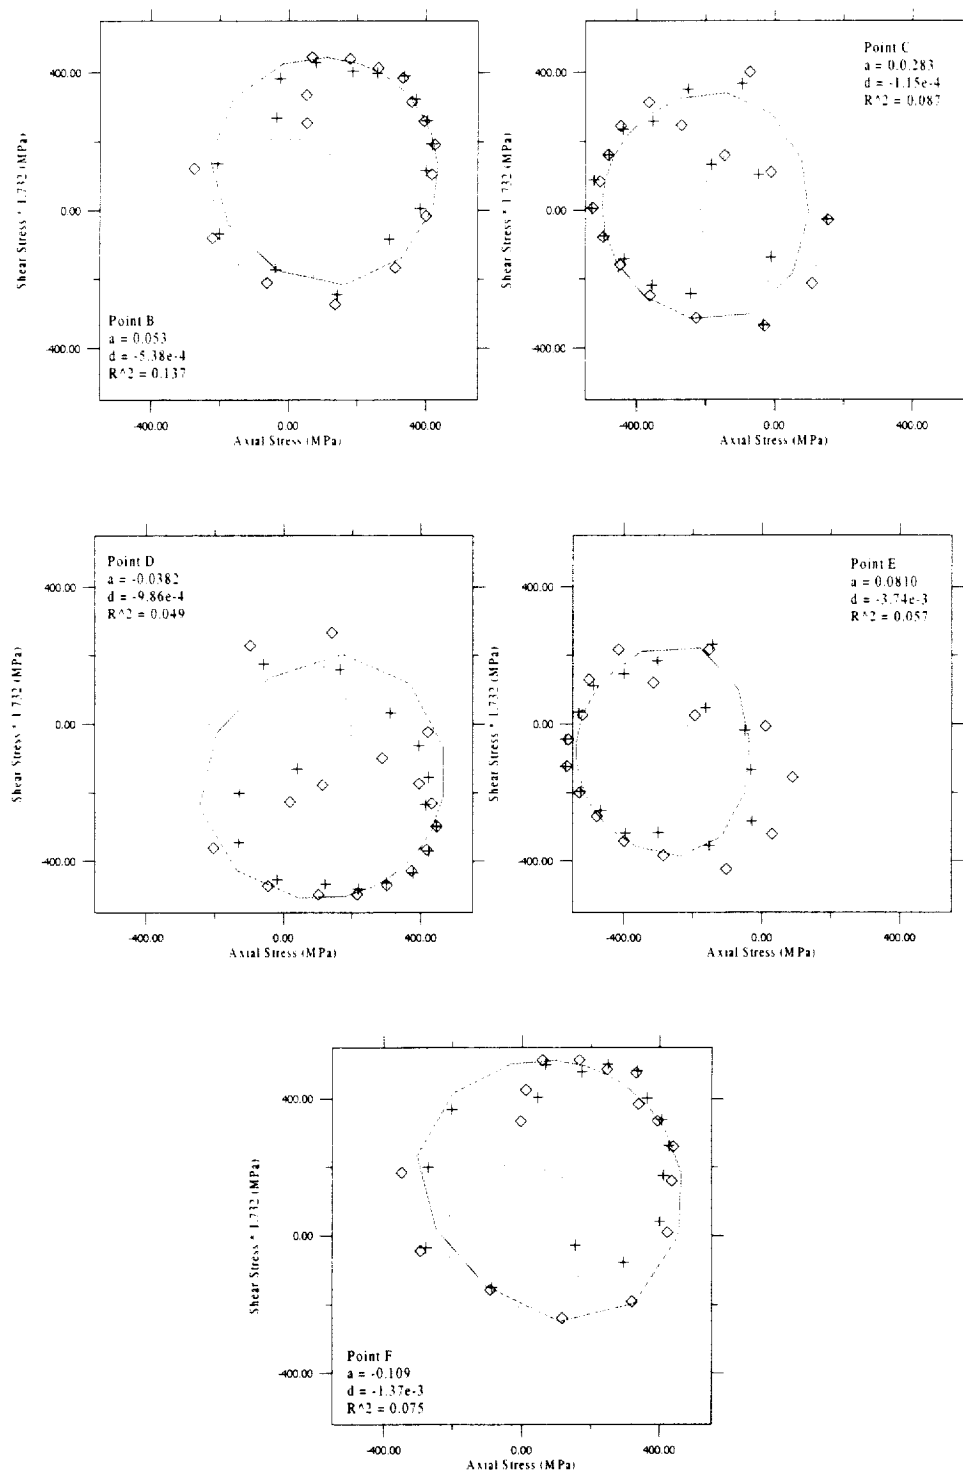 400.00
0.00
-400.00
Shear Stress * 1.732 (MPa)
Point B
a = 0.053
d = -5.38e-4
R^2 = 0.137
-400.00 0.00 400.00
Axial Stress (MPa)
400.00
0.00
-400.00
Shear Stress * 1.732 (MPa)
Point C
a = 0.0.283
d = -1.15e-4
R^2 = 0.087
-400.00 0.00 400.00
Axial Stress (MPa)
400.00
0.00
-400.00
Shear Stress * 1.732 (MPa)
Point D
a = -0.0382
d = -9.86e-4
R^2 = 0.049
-400.00 0.00 400.00
Axial Stress (MPa)
400.00
0.00
-400.00
Shear Stress * 1.732 (MPa)
Point E
a = 0.0810
d = -3.74e-3
R^2 = 0.057
-400.00 0.00 400.00
Axial Stress (MPa)
400.00
0.00
-400.00
Shear Stress * 1.732 (MPa)
Point F
a = -0.109
d = -1.37e-3
R^2 = 0.075
-400.00 0.00 400.00
Axial Stress (MPa)